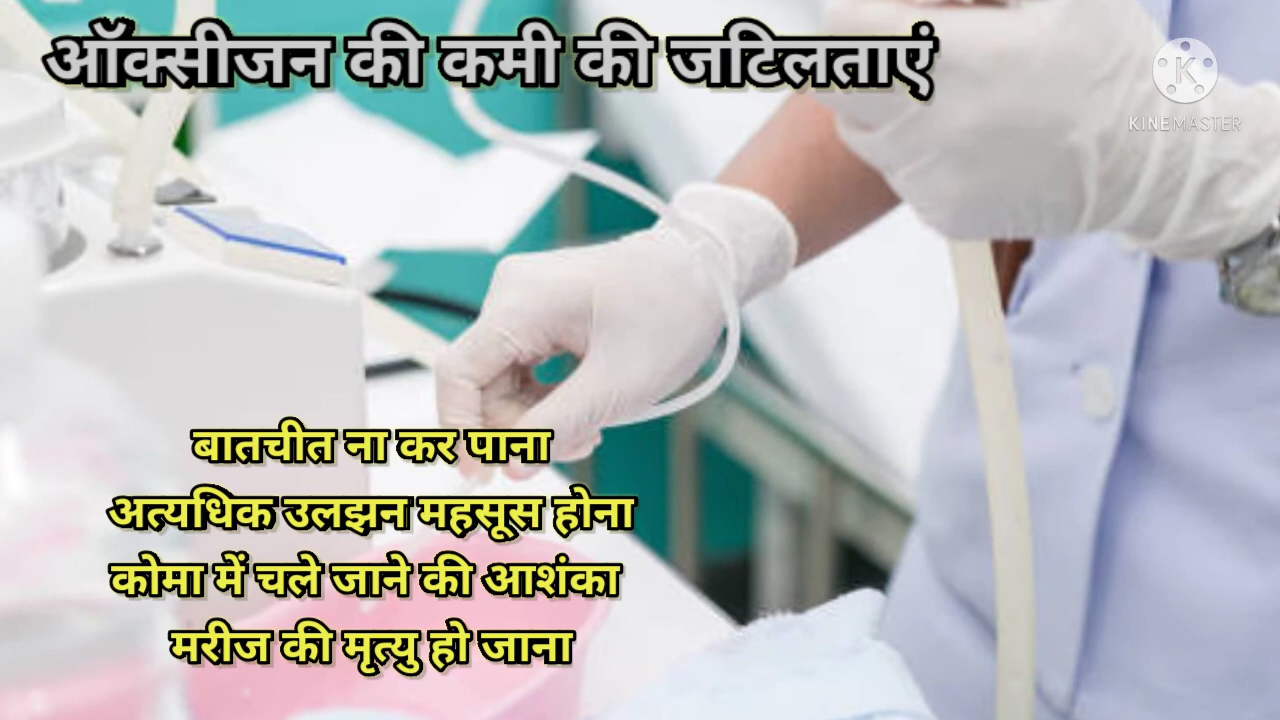 ऑक्सीजन की कमी की जटिलताएं
KINEMASTER
बातचीत ना कर पाना
अत्यधिक उलझन महसूस होना
कोमा में चले जाने की आशंका
मरीज की मृत्यु हो जाना